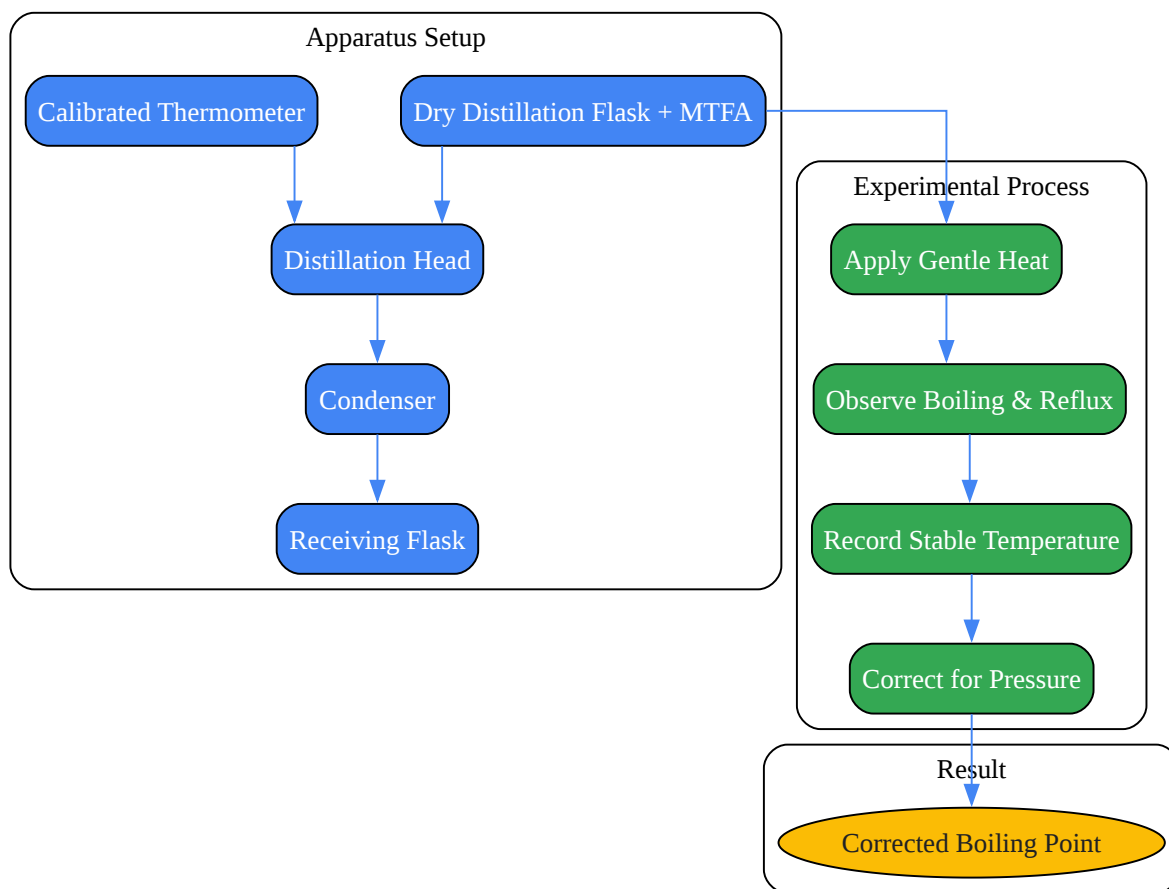 Apparatus Setup
Calibrated Thermometer
Dry Distillation Flask + MTFA
Distillation Head
Condenser
Receiving Flask
Experimental Process
Apply Gentle Heat
Observe Boiling & Reflux
Record Stable Temperature
Correct for Pressure
Result
Corrected Boiling Point